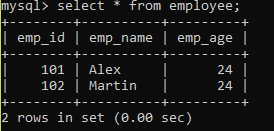 mysql> select * from employee;
+--------+----------+---------+
| emp_id | emp_name | emp_age |
+--------+----------+---------+
|    101 | Alex     |      24 |
|    102 | Martin   |      24 |
+--------+----------+---------+
2 rows in set (0.00 sec)